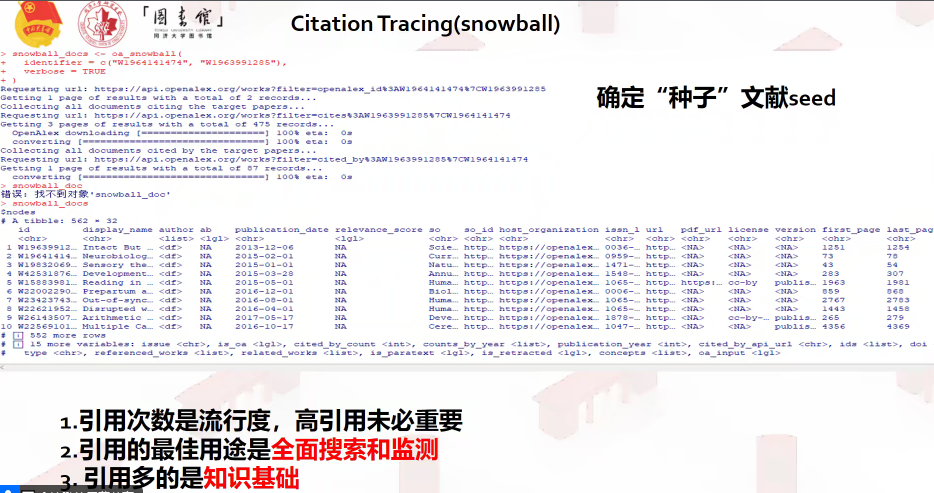 「图书馆」
TONGJI UNIVERSITY LIBRARY
同济大学图书馆
Citation Tracing(snowball)
> snowball_docs <- oa_snowball(
+   identifier = c("W1964141474", "W1963991285"),
+   verbose = TRUE
+ )
Requesting url: https://api.openalex.org/works?filter=openalex_id%3AW1964141474%7CW1963991285
Getting 1 page of results with a total of 2 records...
Collecting all documents citing the target papers...
Requesting url: https://api.openalex.org/works?filter=cites%3AW1963991285%7CW1964141474
Getting 3 pages of results with a total of 475 records...
OpenAlex downloading [======================] 100% eta:  0s
converting [================================] 100% eta:  0s
Collecting all documents cited by the target papers...
Requesting url: https://api.openalex.org/works?filter=cited_by%3AW1963991285%7CW1964141474
Getting 1 page of results with a total of 87 records...
converting [================================] 100% eta:  0s
> snowball_doc
错误: 找不到对象'snowball_doc'
> snowball_docs
$nodes
# A tibble: 562 × 32
id display_name author ab publication_date relevance_score so so_id host_organization issn_l url pdf_url license version first_page last_pag
<chr> <chr> <list> <lgl> <chr> <lgl> <chr> <chr> <chr> <chr> <chr> <chr> <chr> <chr> <chr> <chr>
1 W19639912… Intact But … <df> NA 2013-12-06 NA Scie… http… https://openalex… 0036-… http… <NA> <NA> <NA> 1251 1254
2 W19641414… Neurobiolog… <df> NA 2015-02-01 NA Curr… http… https://openalex… 0959-… http… <NA> <NA> <NA> 73 78
3 W19832069… Sensory the… <df> NA 2015-01-01 NA Natu… http… https://openalex… 1471-… http… <NA> <NA> <NA> 43 54
4 W42531876… Development… <df> NA 2015-03-28 NA Annu… http… https://openalex… 1548-… http… <NA> <NA> <NA> 283 307
5 W15883981… Reading in … <df> NA 2015-05-01 NA Huma… http… https://openalex… 1065-… http… https:… cc-by publis… 1963 1981
6 W22002290… Prepartum a… <df> NA 2016-12-01 NA Biol… http… https://openalex… 0006-… http… <NA> <NA> publis… 859 868
7 W23423743… Out-of-sync… <df> NA 2016-08-01 NA Huma… http… https://openalex… 1065-… http… <NA> <NA> publis… 2767 2783
8 W22621952… Disrupted w… <df> NA 2016-04-01 NA Huma… http… https://openalex… 1065-… http… <NA> <NA> publis… 1443 1458
9 W26143507… Arithmetic … <df> NA 2017-05-17 NA Deve… http… https://openalex… 1878-… http… <NA> cc-by-… publis… 265 279
10 W22569101… Multiple Ca… <df> NA 2016-10-17 NA Cere… http… https://openalex… 1047-… http… <NA> <NA> publis… 4356 4369
# ℹ 552 more rows
# ℹ 15 more variables: issue <chr>, is_oa <lgl>, cited_by_count <int>, counts_by_year <list>, publication_year <int>, cited_by_api_url <chr>, ids <list>, doi
#   type <chr>, referenced_works <list>, related_works <list>, is_paratext <lgl>, is_retracted <lgl>, concepts <list>, oa_input <lgl>
确定“种子”文献seed
1.引用次数是流行度，高引用未必重要
2.引用的最佳用途是全面搜索和监测
3. 引用多的是知识基础